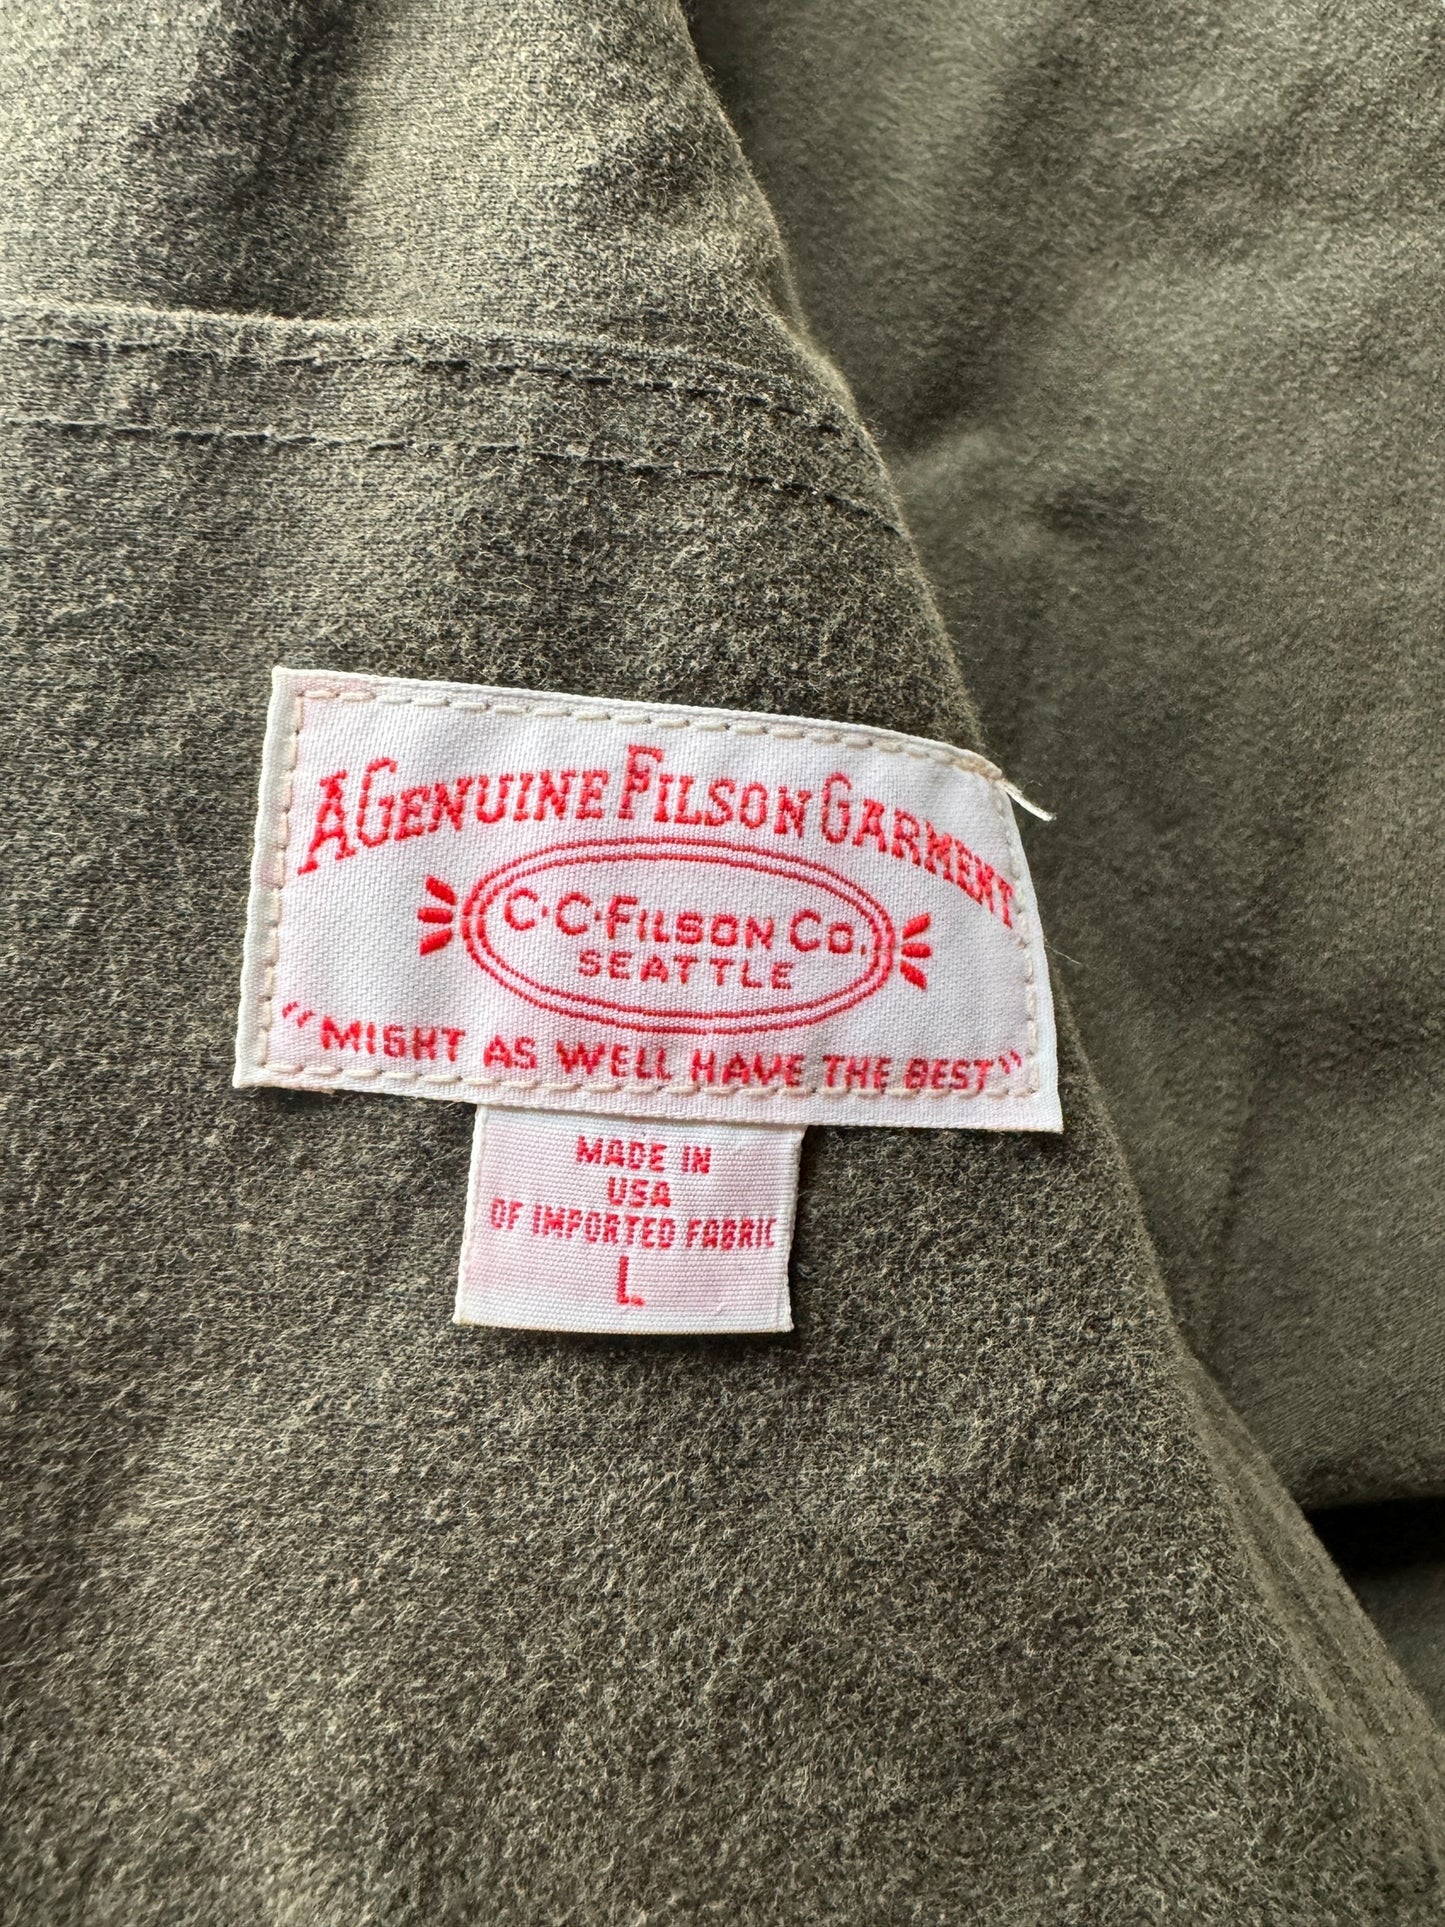 A GENUINE FILSON GARMENT
C·C·FILSON CO.
SEATTLE
"MIGHT AS WELL HAVE THE BEST"
MADE IN
USA
OF IMPORTED FABRIC
L